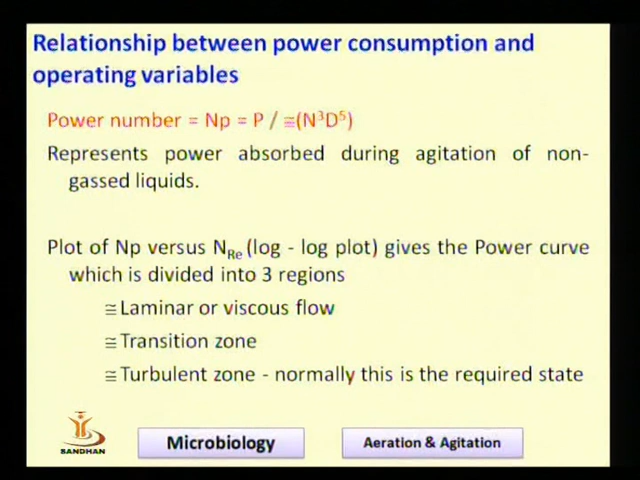 Relationship between power consumption and
operating variables
Power number = Np = P / ≅(N³D⁵)
Represents power absorbed during agitation of non-
gassed liquids.
Plot of Np versus N_Re (log - log plot) gives the Power curve
which is divided into 3 regions
≅ Laminar or viscous flow
≅ Transition zone
≅ Turbulent zone - normally this is the required state
SANDHAN
Microbiology
Aeration & Agitation